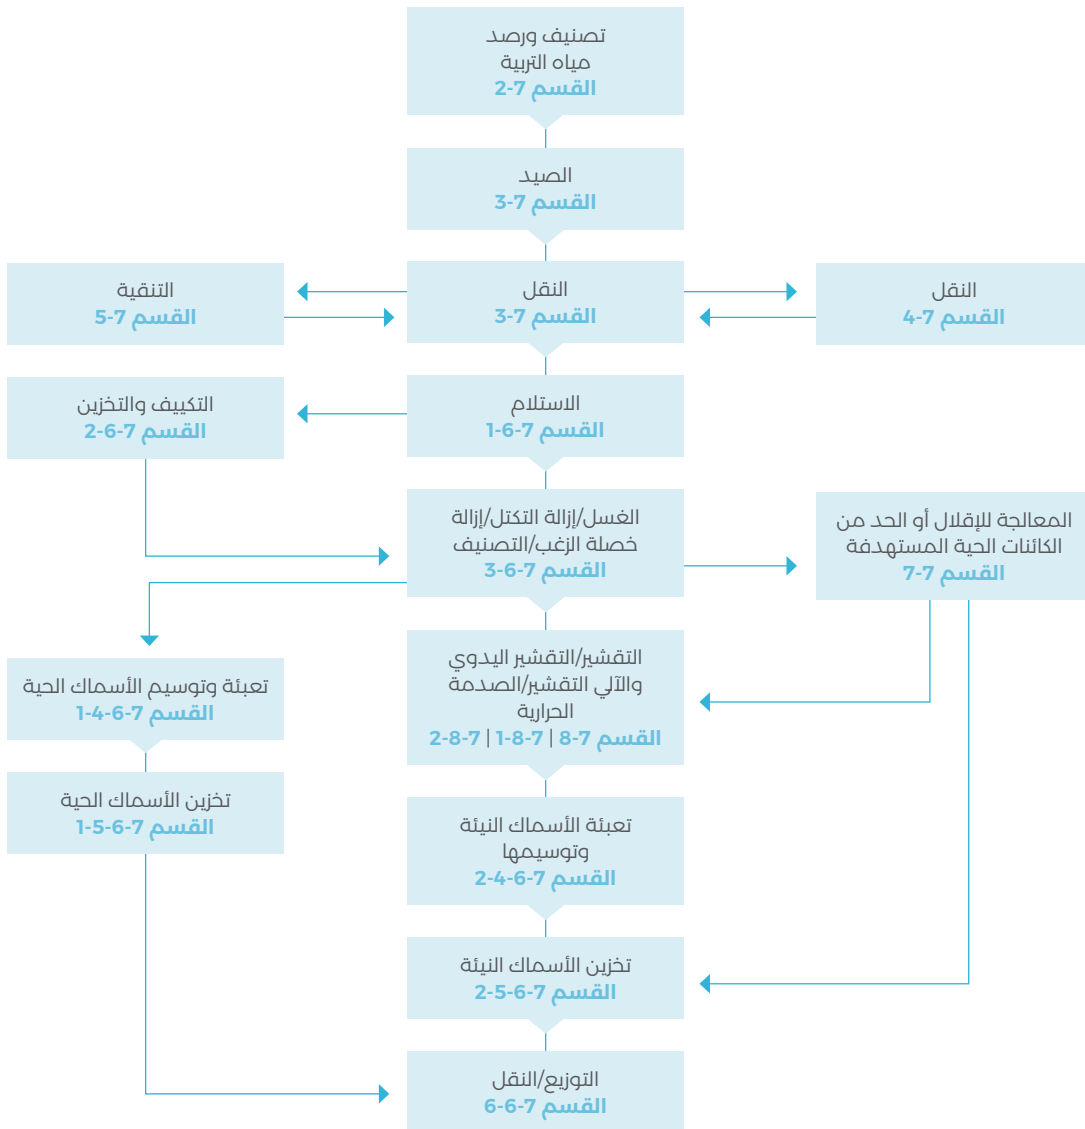 تصنيف ورصد
مياه التربية
القسم 7-2
الصيد
القسم 7-3
النقل
القسم 7-3
النقل
القسم 7-4
التنقية
القسم 7-5
الاستلام
القسم 7-6-1
التكييف والتخزين
القسم 7-6-2
الغسل/إزالة التكتل/إزالة
خصلة الزغب/التصنيف
القسم 7-6-3
المعالجة للإقلال أو الحد من
الكائنات الحية المستهدفة
القسم 7-7
التقشير/التقشير اليدوي
والآلي التقشير/الصدمة
الحرارية
القسم 7-8 | 7-8-1 | 7-8-2
تعبئة وتوسيم الأسماك الحية
القسم 7-6-4-1
تخزين الأسماك الحية
القسم 7-6-5-1
تعبئة الأسماك النيئة
وتوسيمها
القسم 7-6-4-2
تخزين الأسماك النيئة
القسم 7-6-5-2
التوزيع/النقل
القسم 7-6-6